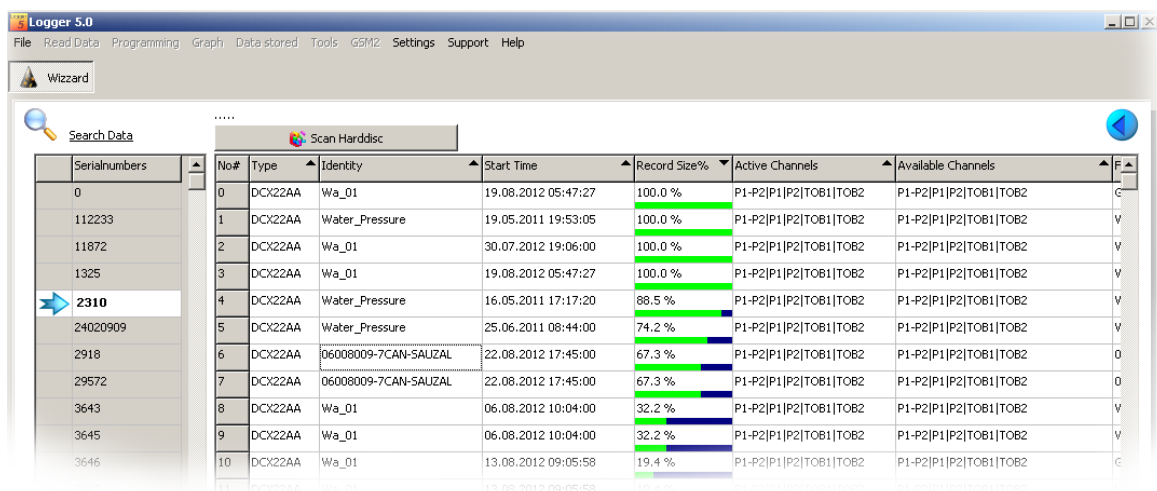 Logger 5.0
File Read Data Programming Graph Data stored Tools GSM2 Settings Support Help
Wizzard
.....
Search Data
Scan Harddisc
Serialnumbers No# Type Identity Start Time Record Size% Active Channels Available Channels F
0 0 DCX22AA Wa_01 19.08.2012 05:47:27 100.0 % P1-P2|P1|P2|TOB1|TOB2 P1-P2|P1|P2|TOB1|TOB2 G
112233 1 DCX22AA Water_Pressure 19.05.2011 19:53:05 100.0 % P1-P2|P1|P2|TOB1|TOB2 P1-P2|P1|P2|TOB1|TOB2
11872 2 DCX22AA Wa_01 30.07.2012 19:06:00 100.0 % P1-P2|P1|P2|TOB1|TOB2 P1-P2|P1|P2|TOB1|TOB2
1325 3 DCX22AA Wa_01 19.08.2012 05:47:27 100.0 % P1-P2|P1|P2|TOB1|TOB2 P1-P2|P1|P2|TOB1|TOB2
2310 4 DCX22AA Water_Pressure 16.05.2011 17:17:20 88.5 % P1-P2|P1|P2|TOB1|TOB2 P1-P2|P1|P2|TOB1|TOB2
24020909 5 DCX22AA Water_Pressure 25.06.2011 08:44:00 74.2 % P1-P2|P1|P2|TOB1|TOB2 P1-P2|P1|P2|TOB1|TOB2
2918 6 DCX22AA 06008009-7CAN-SAUZAL 22.08.2012 17:45:00 67.3 % P1-P2|P1|P2|TOB1|TOB2 P1-P2|P1|P2|TOB1|TOB2 0
29572 7 DCX22AA 06008009-7CAN-SAUZAL 22.08.2012 17:45:00 67.3 % P1-P2|P1|P2|TOB1|TOB2 P1-P2|P1|P2|TOB1|TOB2 0
3643 8 DCX22AA Wa_01 06.08.2012 10:04:00 32.2 % P1-P2|P1|P2|TOB1|TOB2 P1-P2|P1|P2|TOB1|TOB2
3645 9 DCX22AA Wa_01 06.08.2012 10:04:00 32.2 % P1-P2|P1|P2|TOB1|TOB2 P1-P2|P1|P2|TOB1|TOB2
3646 10 DCX22AA Wa_01 13.08.2012 09:05:58 19.4 % P1-P2|P1|P2|TOB1|TOB2 P1-P2|P1|P2|TOB1|TOB2 G